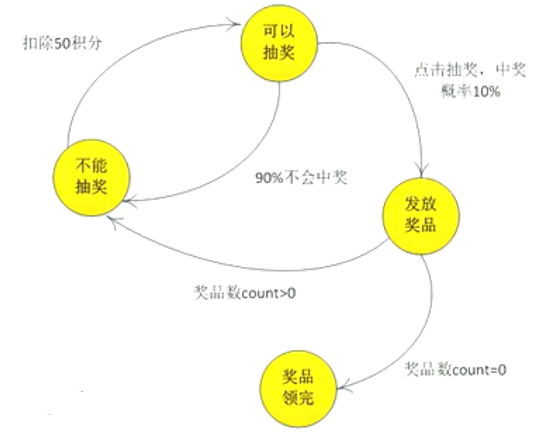 可以
抽奖
扣除50积分
点击抽奖，中奖
概率10%
不能
抽奖
90%不会中奖
发放
奖品
奖品数count>0
奖品数count=0
奖品
领完